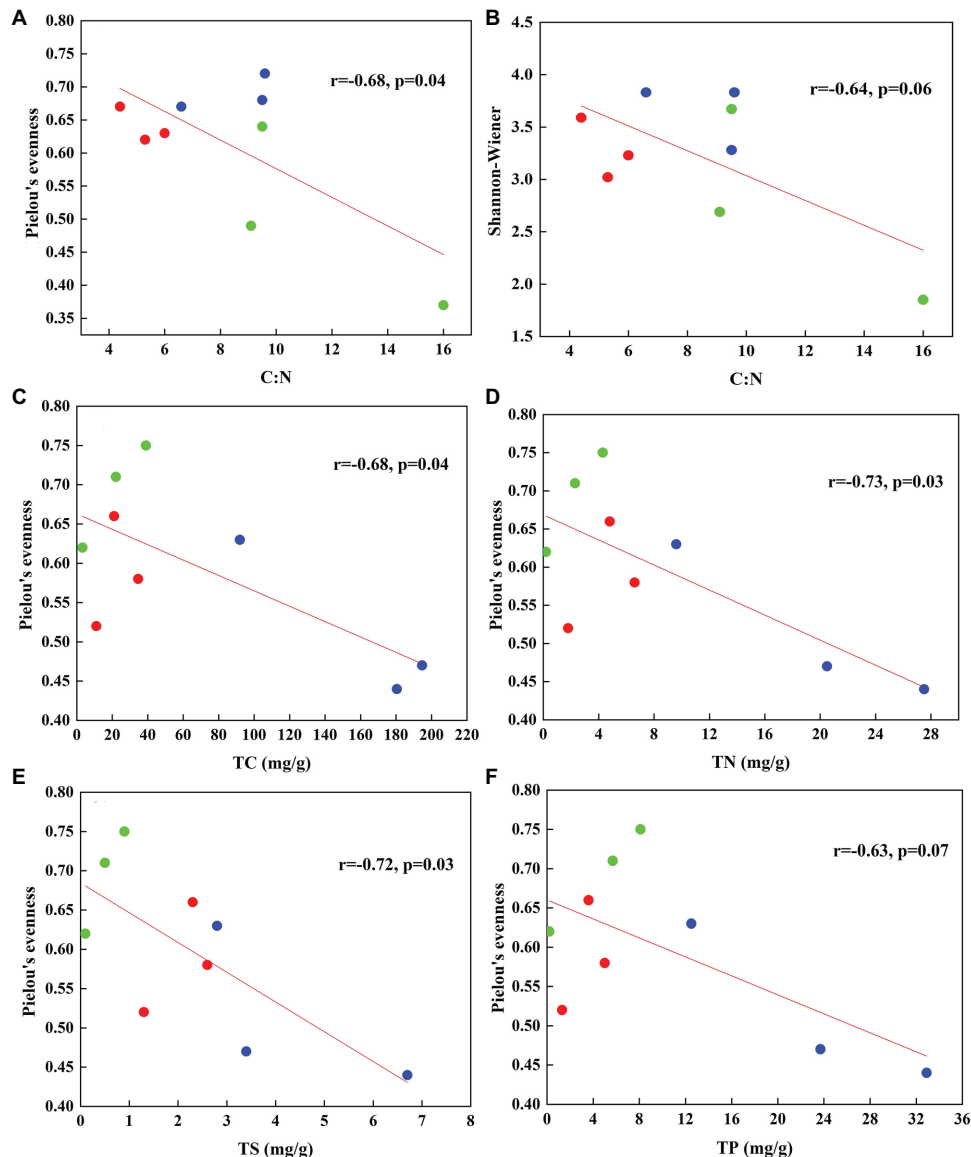 A
0.80
0.75
0.70
0.65
0.60
0.55
0.50
0.45
0.40
0.35
Pielou's evenness
r=-0.68, p=0.04
4 6 8 10 12 14 16
C:N
B
4.5
4.0
3.5
3.0
2.5
2.0
1.5
Shannon-Wiener
r=-0.64, p=0.06
4 6 8 10 12 14 16
C:N
C
0.80
0.75
0.70
0.65
0.60
0.55
0.50
0.45
0.40
Pielou's evenness
r=-0.68, p=0.04
0 20 40 60 80 100 120 140 160 180 200 220
TC (mg/g)
D
0.80
0.75
0.70
0.65
0.60
0.55
0.50
0.45
0.40
Pielou's evenness
r=-0.73, p=0.03
0 4 8 12 16 20 24 28
TN (mg/g)
E
0.80
0.75
0.70
0.65
0.60
0.55
0.50
0.45
0.40
Pielou's evenness
r=-0.72, p=0.03
0 1 2 3 4 5 6 7 8
TS (mg/g)
F
0.80
0.75
0.70
0.65
0.60
0.55
0.50
0.45
0.40
Pielou's evenness
r=-0.63, p=0.07
0 4 8 12 16 20 24 28 32 36
TP (mg/g)